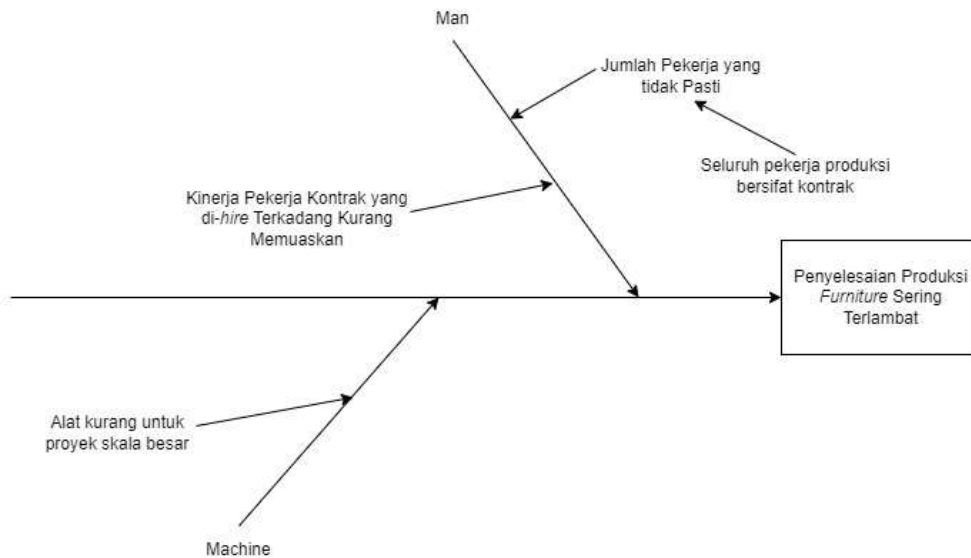 Man
Jumlah Pekerja yang
tidak Pasti
Seluruh pekerja produksi
bersifat kontrak
Kinerja Pekerja Kontrak yang
di-hire Terkadang Kurang
Memuaskan
Penyelesaian Produksi
Furniture Sering
Terlambat
Alat kurang untuk
proyek skala besar
Machine